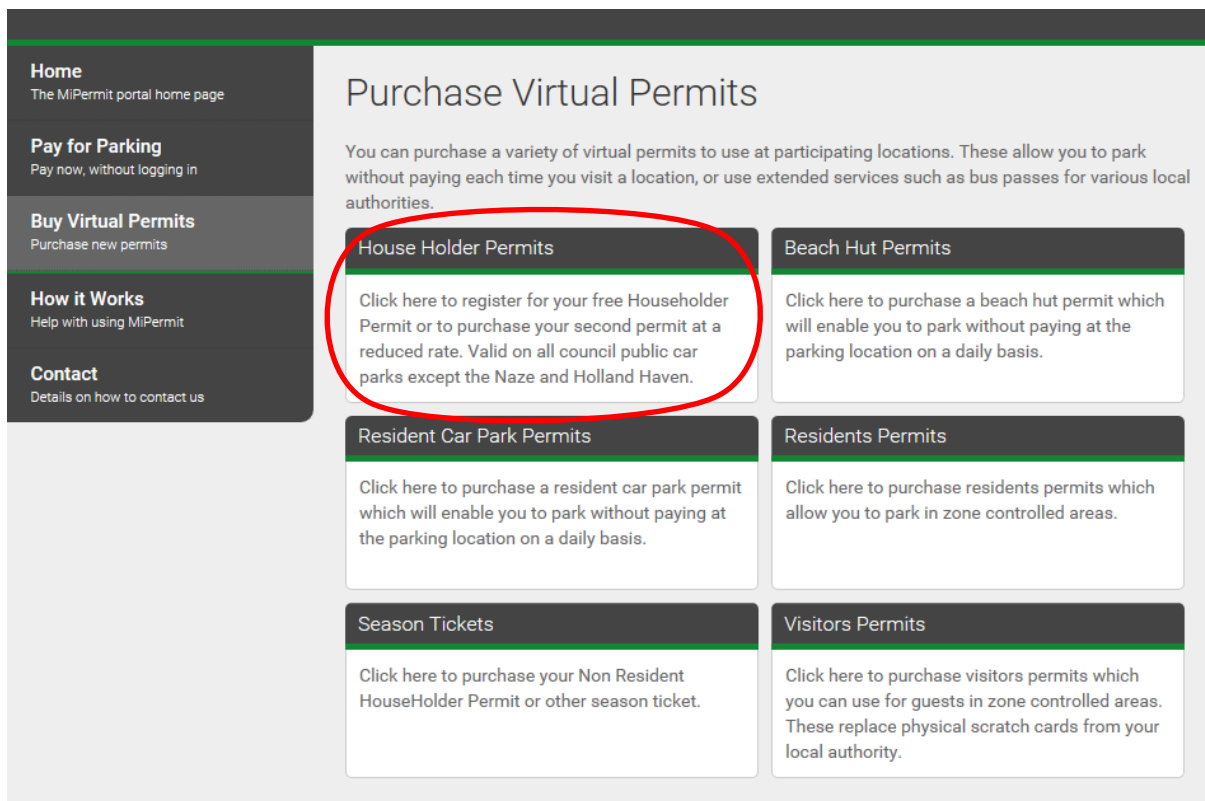 Home
The MiPermit portal home page
Pay for Parking
Pay now, without logging in
Buy Virtual Permits
Purchase new permits
How it Works
Help with using MiPermit
Contact
Details on how to contact us
Purchase Virtual Permits
You can purchase a variety of virtual permits to use at participating locations. These allow you to park
without paying each time you visit a location, or use extended services such as bus passes for various local
authorities.
House Holder Permits
Click here to register for your free Householder
Permit or to purchase your second permit at a
reduced rate. Valid on all council public car
parks except the Naze and Holland Haven.
Beach Hut Permits
Click here to purchase a beach hut permit which
will enable you to park without paying at the
parking location on a daily basis.
Resident Car Park Permits
Click here to purchase a resident car park permit
which will enable you to park without paying at
the parking location on a daily basis.
Residents Permits
Click here to purchase residents permits which
allow you to park in zone controlled areas.
Season Tickets
Click here to purchase your Non Resident
HouseHolder Permit or other season ticket.
Visitors Permits
Click here to purchase visitors permits which
you can use for guests in zone controlled areas.
These replace physical scratch cards from your
local authority.